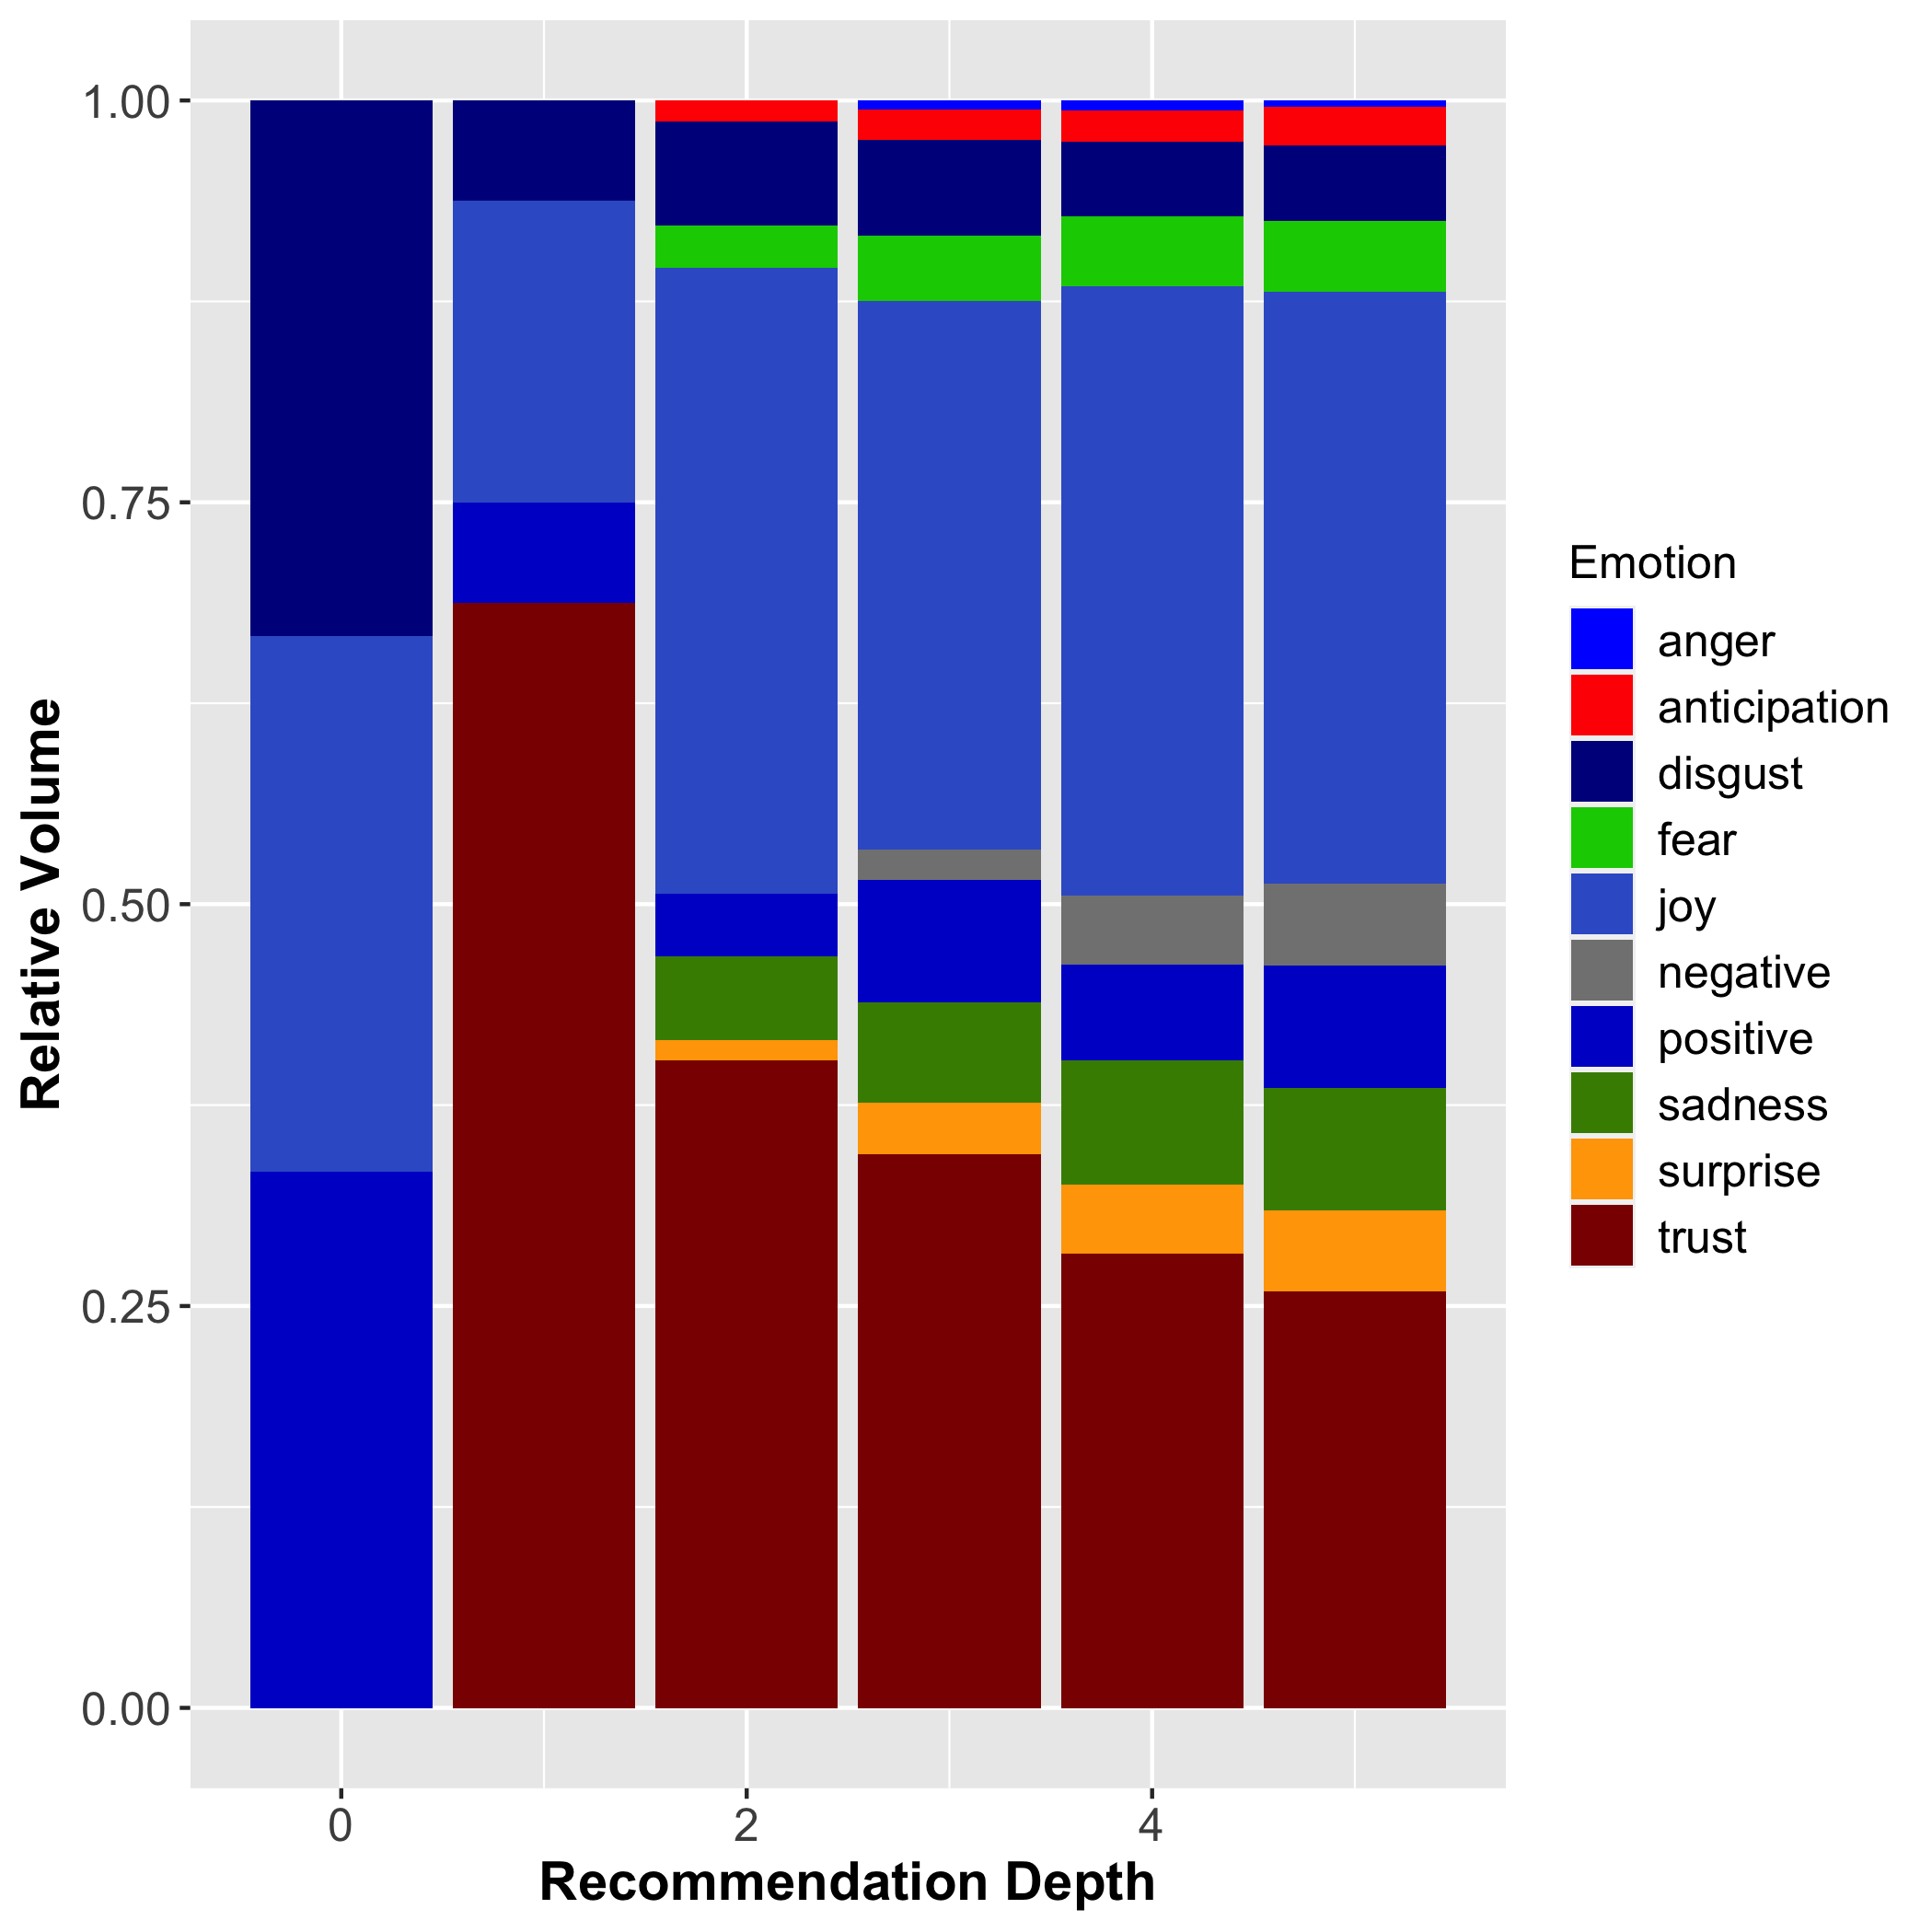 1.00
0.75
0.50
0.25
0.00
Relative Volume
0
2
4
Recommendation Depth
Emotion
anger
anticipation
disgust
fear
joy
negative
positive
sadness
surprise
trust